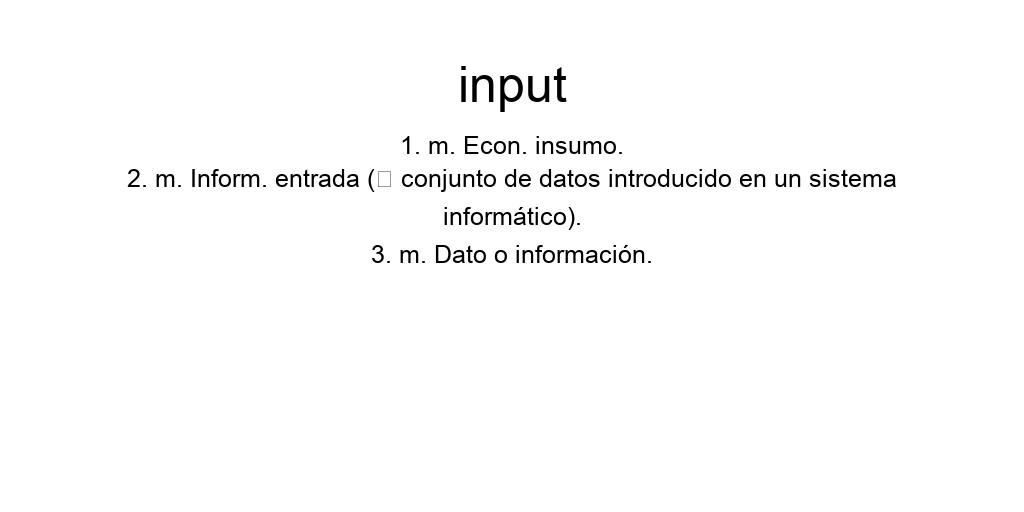 input
1. m. Econ. insumo.
2. m. Inform. entrada (□ conjunto de datos introducido en un sistema
informático).
3. m. Dato o información.